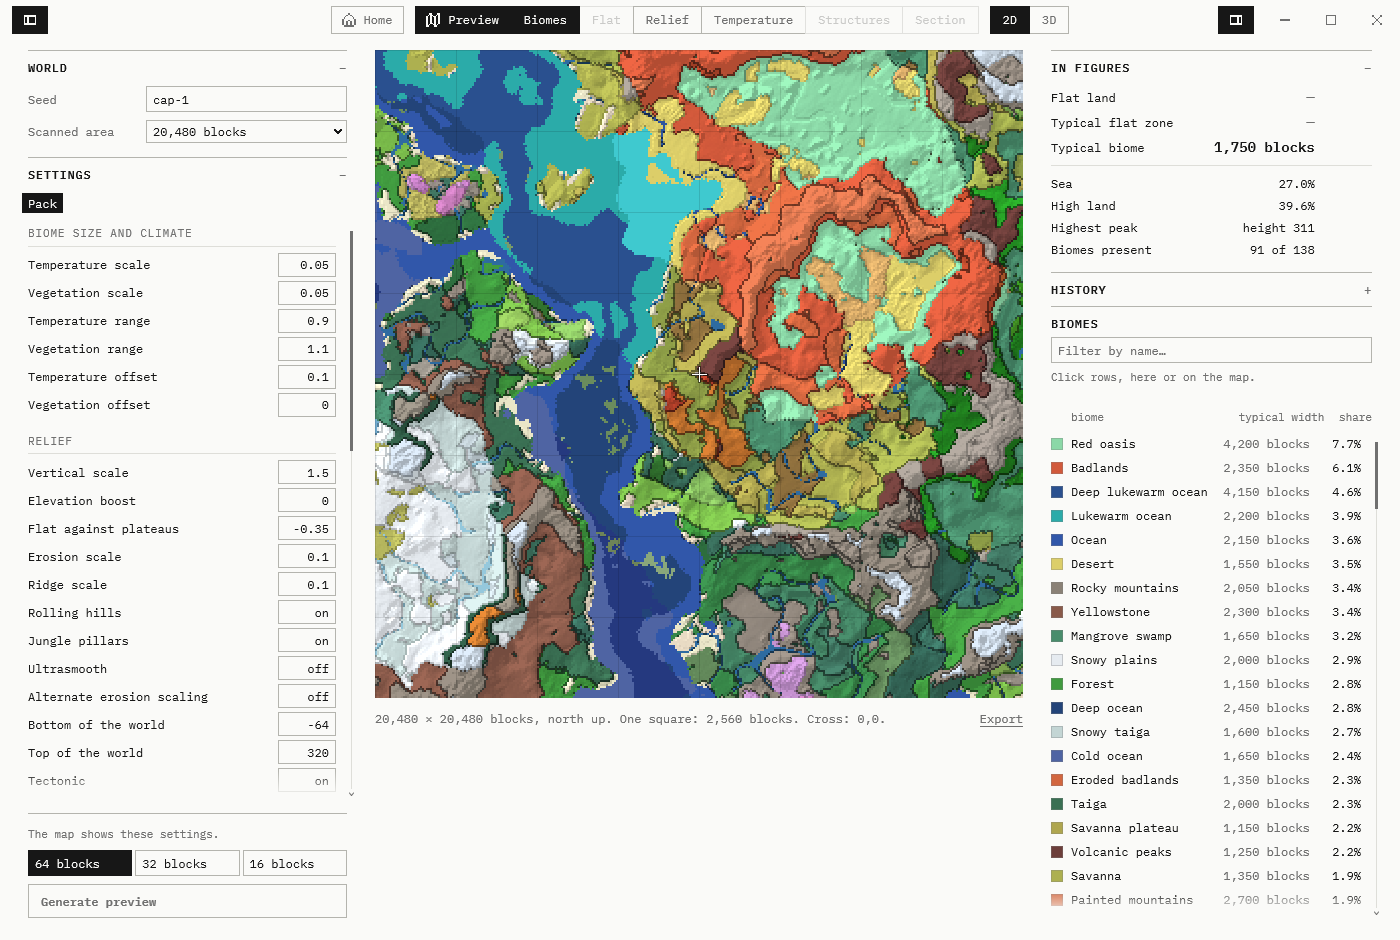 Home
Preview
Biomes
Flat
Relief
Temperature
Structures
Section
2D
3D
WORLD
−
Seed
cap-1
Scanned area
20,480 blocks
SETTINGS
−
Pack
BIOME SIZE AND CLIMATE
Temperature scale 0.05
Vegetation scale 0.05
Temperature range 0.9
Vegetation range 1.1
Temperature offset 0.1
Vegetation offset 0
RELIEF
Vertical scale 1.5
Elevation boost 0
Flat against plateaus -0.35
Erosion scale 0.1
Ridge scale 0.1
Rolling hills on
Jungle pillars on
Ultrasmooth off
Alternate erosion scaling off
Bottom of the world -64
Top of the world 320
Tectonic on
The map shows these settings.
64 blocks
32 blocks
16 blocks
Generate preview
20,480 × 20,480 blocks, north up. One square: 2,560 blocks. Cross: 0,0.
Export
IN FIGURES
−
Flat land —
Typical flat zone —
Typical biome 1,750 blocks
Sea 27.0%
High land 39.6%
Highest peak height 311
Biomes present 91 of 138
HISTORY
+
BIOMES
Filter by name…
Click rows, here or on the map.
biome typical width share
Red oasis 4,200 blocks 7.7%
Badlands 2,350 blocks 6.1%
Deep lukewarm ocean 4,150 blocks 4.6%
Lukewarm ocean 2,200 blocks 3.9%
Ocean 2,150 blocks 3.6%
Desert 1,550 blocks 3.5%
Rocky mountains 2,050 blocks 3.4%
Yellowstone 2,300 blocks 3.4%
Mangrove swamp 1,650 blocks 3.2%
Snowy plains 2,000 blocks 2.9%
Forest 1,150 blocks 2.8%
Deep ocean 2,450 blocks 2.8%
Snowy taiga 1,600 blocks 2.7%
Cold ocean 1,650 blocks 2.4%
Eroded badlands 1,350 blocks 2.3%
Taiga 2,000 blocks 2.3%
Savanna plateau 1,150 blocks 2.2%
Volcanic peaks 1,250 blocks 2.2%
Savanna 1,350 blocks 1.9%
Painted mountains 2,700 blocks 1.9%